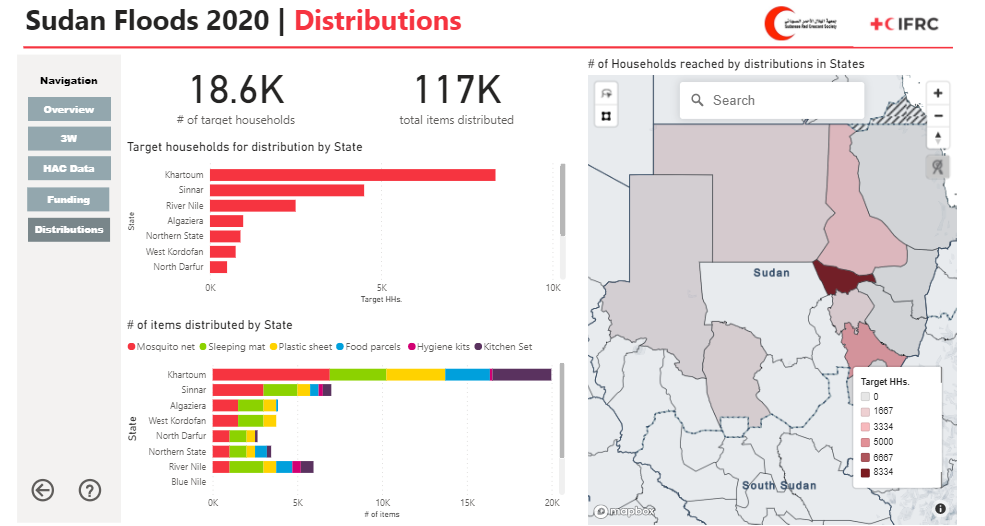 Sudan Floods 2020 | Distributions
Sudanese Red Crescent Society
IFRC
Navigation
Overview
3W
HAC Data
Funding
Distributions
18.6K
# of target households
117K
total items distributed
Target households for distribution by State
State
Khartoum
Sinnar
River Nile
Algaziera
Northern State
West Kordofan
North Darfur
0K 5K 10K
Target HHs.
# of items distributed by State
Mosquito net Sleeping mat Plastic sheet Food parcels Hygiene kits Kitchen Set
State
Khartoum
Sinnar
Algaziera
West Kordofan
North Darfur
Northern State
River Nile
Blue Nile
0K 5K 10K 15K 20K
# of items
# of Households reached by distributions in States
Search
Sudan
South Sudan
Target HHs.
0
1667
3334
5000
6667
8334
mapbox